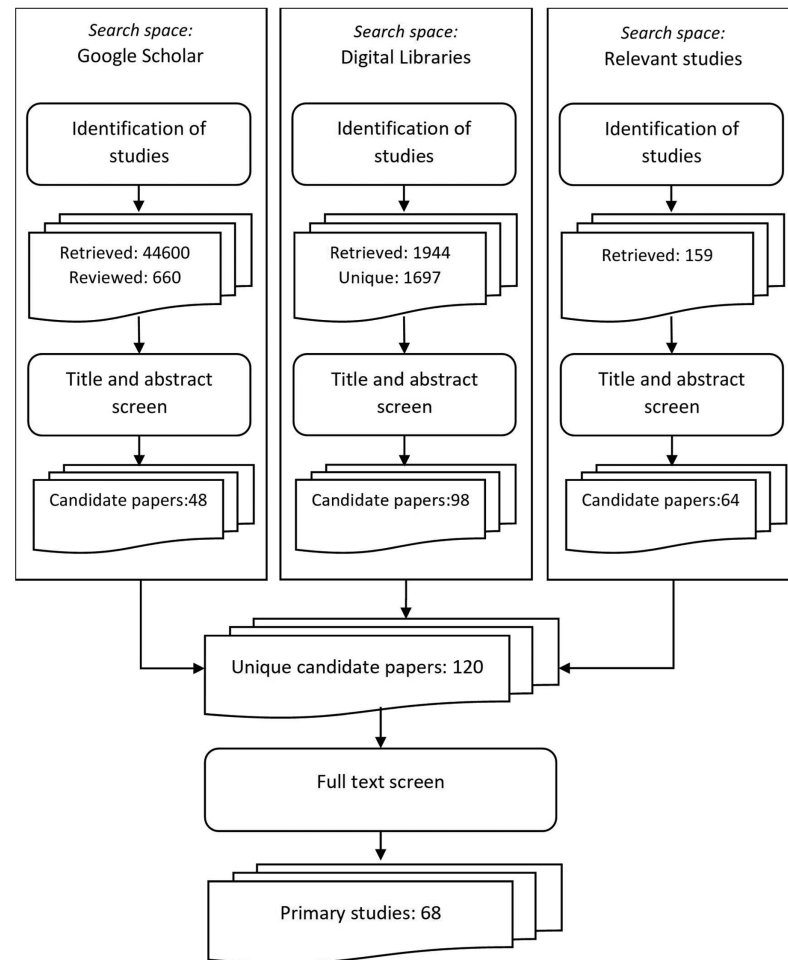 Search space:
Google Scholar
Identification of
studies
Retrieved: 44600
Reviewed: 660
Title and abstract
screen
Candidate papers:48
Search space:
Digital Libraries
Identification of
studies
Retrieved: 1944
Unique: 1697
Title and abstract
screen
Candidate papers:98
Search space:
Relevant studies
Identification of
studies
Retrieved: 159
Title and abstract
screen
Candidate papers:64
Unique candidate papers: 120
Full text screen
Primary studies: 68